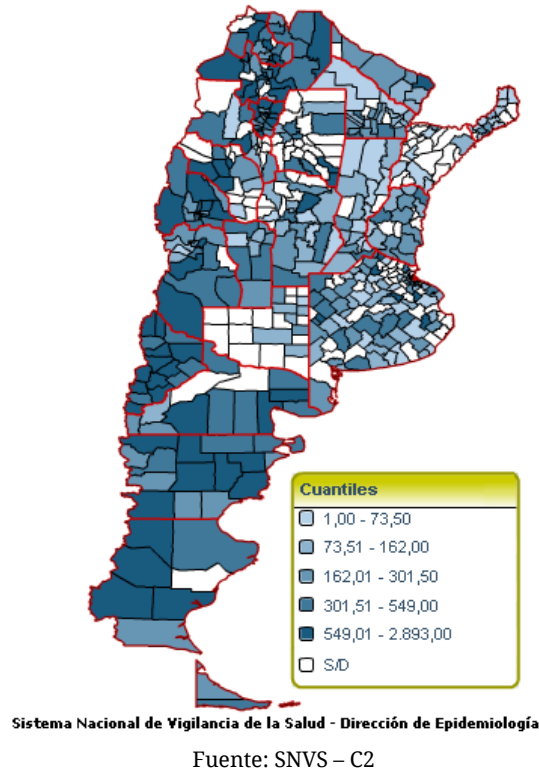 Cuantiles
1,00 - 73,50
73,51 - 162,00
162,01 - 301,50
301,51 - 549,00
549,01 - 2.893,00
S/D
Sistema Nacional de Vigilancia de la Salud - Dirección de Epidemiología
Fuente: SNVS – C2